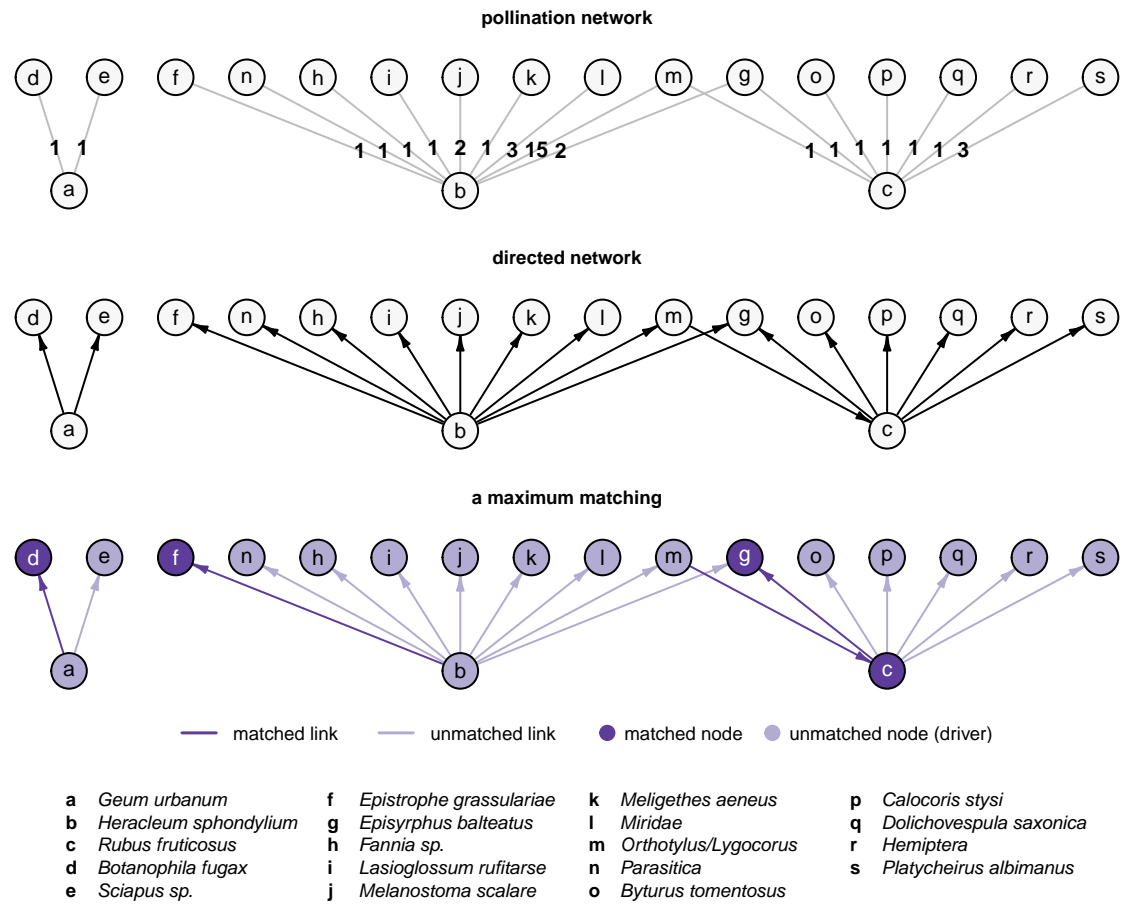 pollination network
d e f n h i j k l m g o p q r s
1 1 1 1 1 1 2 1 3 15 2 1 1 1 1 1 1 3
a b c
directed network
d e f n h i j k l m g o p q r s
a b c
a maximum matching
d e f n h i j k l m g o p q r s
a b c
matched link unmatched link matched node unmatched node (driver)
a Geum urbanum f Epistrophe grassulariae k Meligethes aeneus p Calocoris stysi
b Heracleum sphondylium g Episyrphus balteatus l Miridae q Dolichovespula saxonica
c Rubus fruticosus h Fannia sp. m Orthotylus/Lygocorus r Hemiptera
d Botanophila fugax i Lasioglossum rufitarse n Parasitica s Platycheirus albimanus
e Sciapus sp. j Melanostoma scalare o Byturus tomentosus